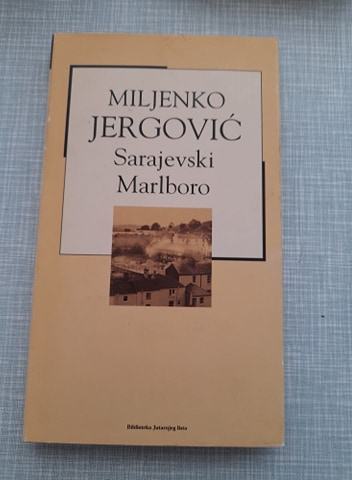 MILJENKO
JERGOVIĆ
Sarajevski
Marlboro
Biblioteka Jutarnjeg lista